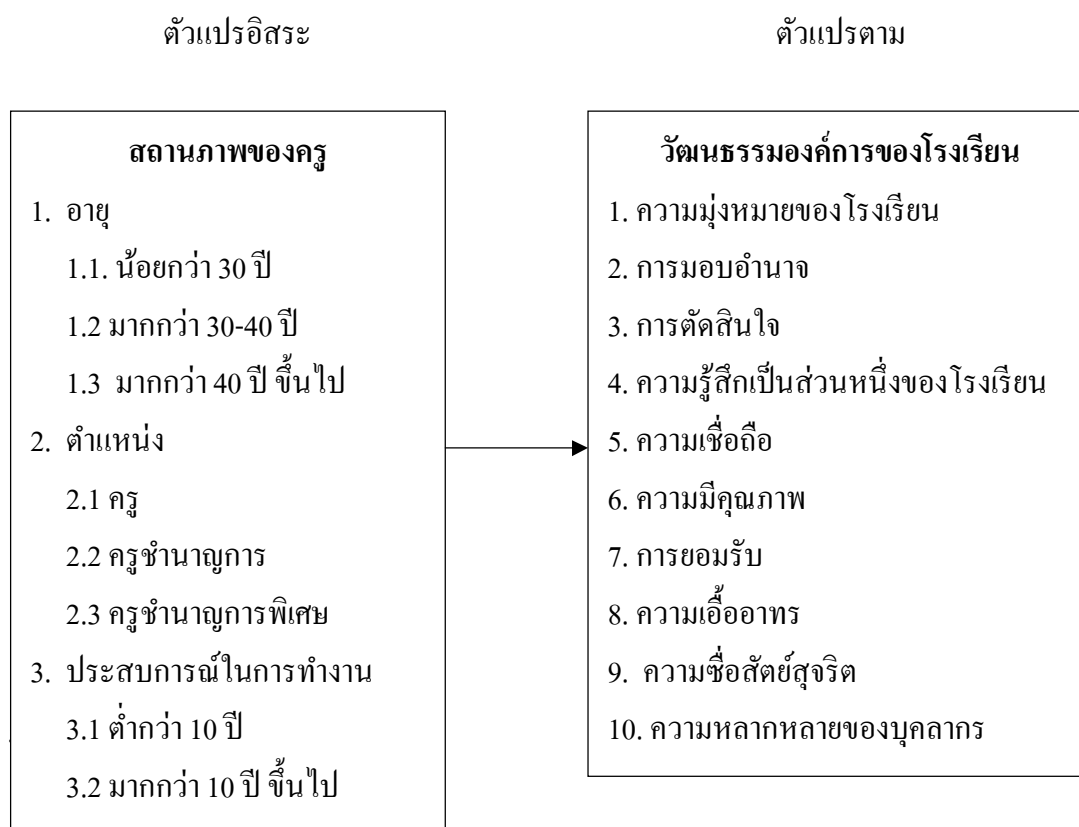 ตัวแปรอิสระ
ตัวแปรตาม
สถานภาพของครู
1. อายุ
1.1. น้อยกว่า 30 ปี
1.2 มากกว่า 30-40 ปี
1.3 มากกว่า 40 ปี ขึ้นไป
2. ตำแหน่ง
2.1 ครู
2.2 ครูชำนาญการ
2.3 ครูชำนาญการพิเศษ
3. ประสบการณ์ในการทำงาน
3.1 ต่ำกว่า 10 ปี
3.2 มากกว่า 10 ปี ขึ้นไป
วัฒนธรรมองค์การของโรงเรียน
1. ความมุ่งหมายของโรงเรียน
2. การมอบอำนาจ
3. การตัดสินใจ
4. ความรู้สึกเป็นส่วนหนึ่งของโรงเรียน
5. ความเชื่อถือ
6. ความมีคุณภาพ
7. การยอมรับ
8. ความเอื้ออาทร
9. ความซื่อสัตย์สุจริต
10. ความหลากหลายของบุคลากร